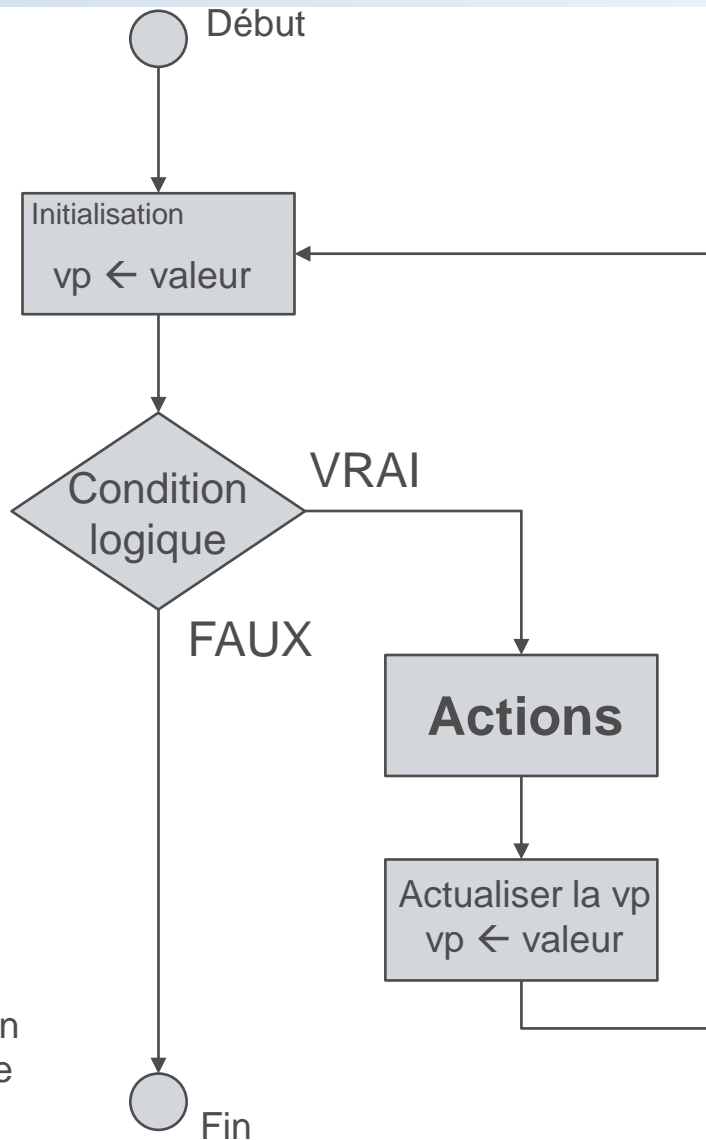 Début
Initialisation
vp ← valeur
Condition
logique
VRAI
FAUX
Actions
Actualiser la vp
vp ← valeur
Fin